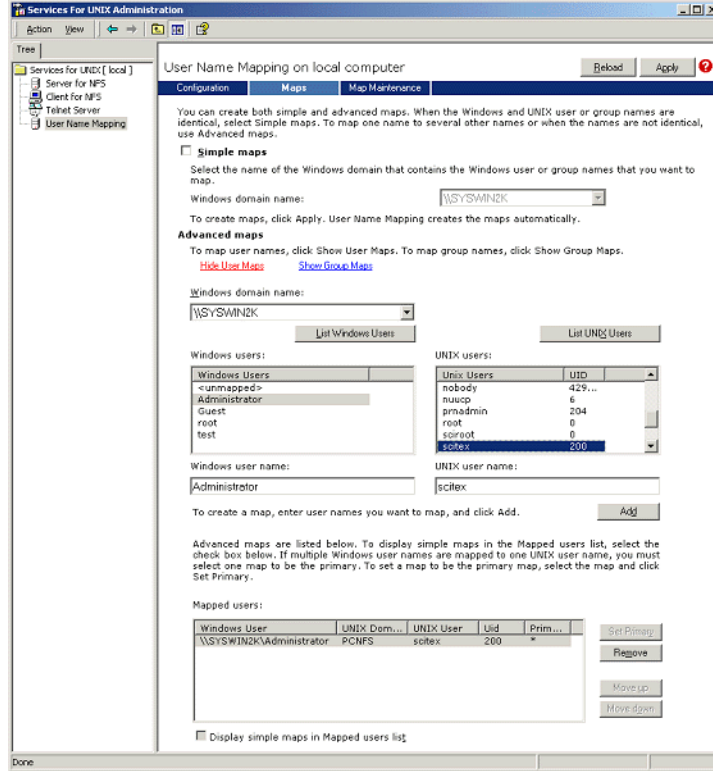 Services For UNIX Administration
Action View
Tree
Services for UNIX [ local ]
Server for NFS
Client for NFS
Telnet Server
User Name Mapping
User Name Mapping on local computer
Reload
Apply
Configuration
Maps
Map Maintenance
You can create both simple and advanced maps. When the Windows and UNIX user or group names are
identical, select Simple maps. To map one name to several other names or when the names are not identical,
use Advanced maps.
Simple maps
Select the name of the Windows domain that contains the Windows user or group names that you want to
map.
Windows domain name:
\\SYSWIN2K
To create maps, click Apply. User Name Mapping creates the maps automatically.
Advanced maps
To map user names, click Show User Maps. To map group names, click Show Group Maps.
Hide User Maps
Show Group Maps
Windows domain name:
\\SYSWIN2K
List Windows Users
List UNIX Users
Windows users:
Windows Users
<unmapped>
Administrator
Guest
root
test
UNIX users:
Unix Users UID
nobody 429...
nuucp 6
prnadmin 204
root 0
sciroot 0
scitex 200
Windows user name:
Administrator
UNIX user name:
scitex
To create a map, enter user names you want to map, and click Add.
Add
Advanced maps are listed below. To display simple maps in the Mapped users list, select the
check box below. If multiple Windows user names are mapped to one UNIX user name, you must
select one map to be the primary. To set a map to be the primary map, select the map and click
Set Primary.
Mapped users:
Windows User UNIX Dom... UNIX User Uid Prim...
\\SYSWIN2K\Administrator PCNFS scitex 200 *
Set Primary
Remove
Move up
Move down
Display simple maps in Mapped users list
Done